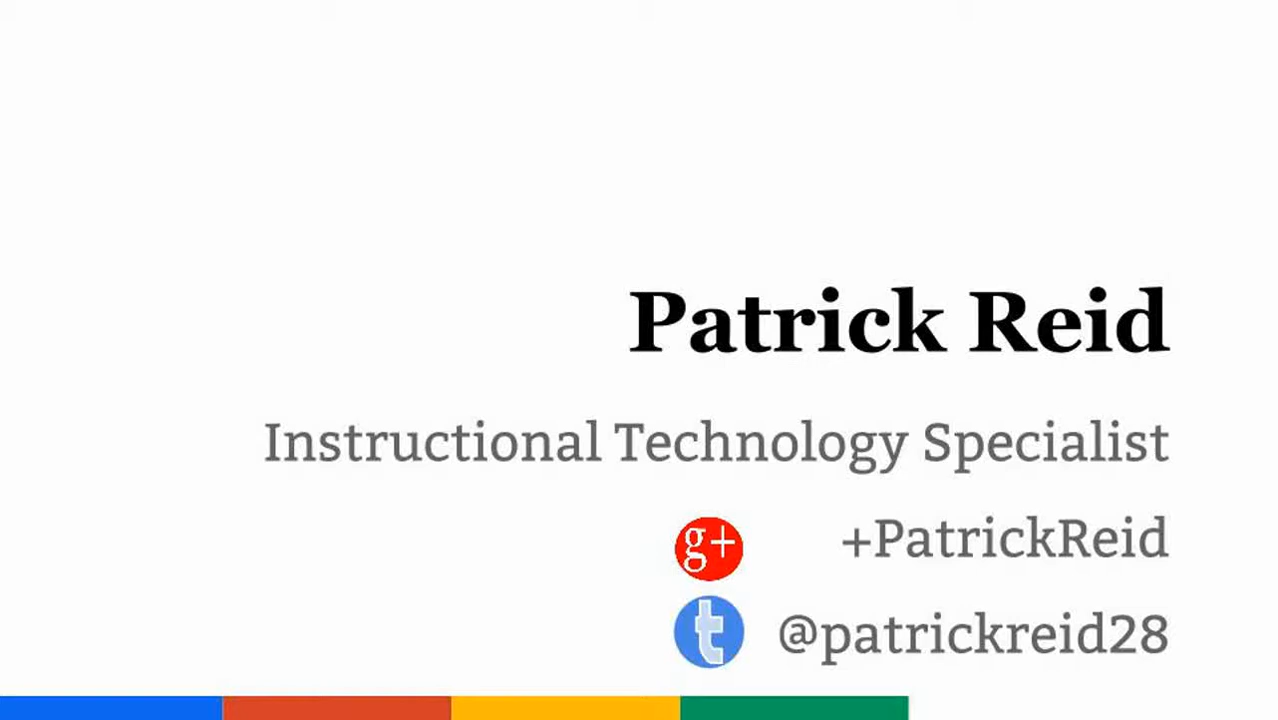 Patrick Reid
Instructional Technology Specialist
g+ +PatrickReid
t @patrickreid28